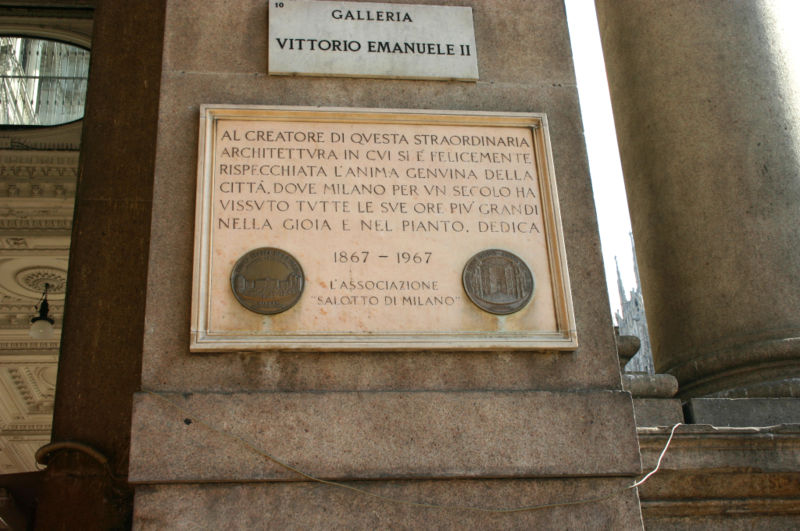 10
GALLERIA
VITTORIO EMANUELE II
AL CREATORE DI QVESTA STRAORDINARIA
ARCHITETTVRA IN CVI SI É FELICEMENTE
RISPECCHIATA L'ANIMA GENVINA DELLA
CITTÁ, DOVE MILANO PER VN SECOLO HA
VISSVTO TVTTE LE SVE ORE PIÚ GRANDI
NELLA GIOIA E NEL PIANTO. DEDICA
1867 - 1967
L'ASSOCIAZIONE
"SALOTTO DI MILANO"